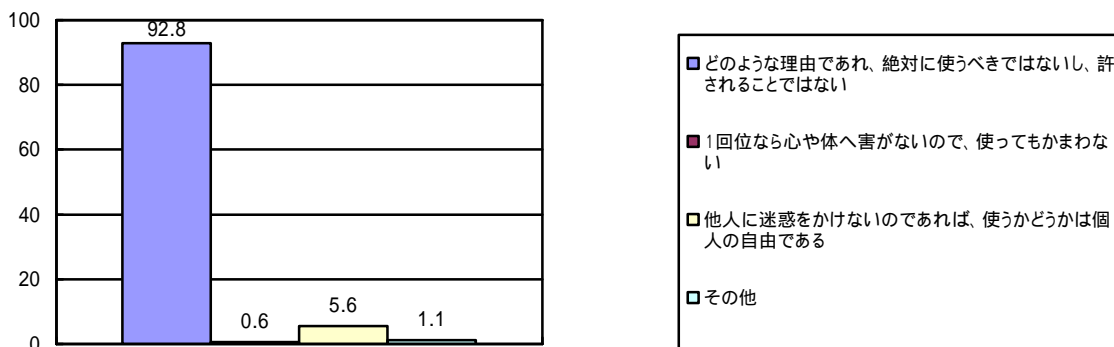 100
92.8
80
60
40
20
0.6
5.6
1.1
0
どのような理由であれ、絶対に使うべきではないし、許
されることではない
1回位なら心や体へ害がないので、使ってもかまわな
い
他人に迷惑をかけないのであれば、使うかどうかは個
人の自由である
その他